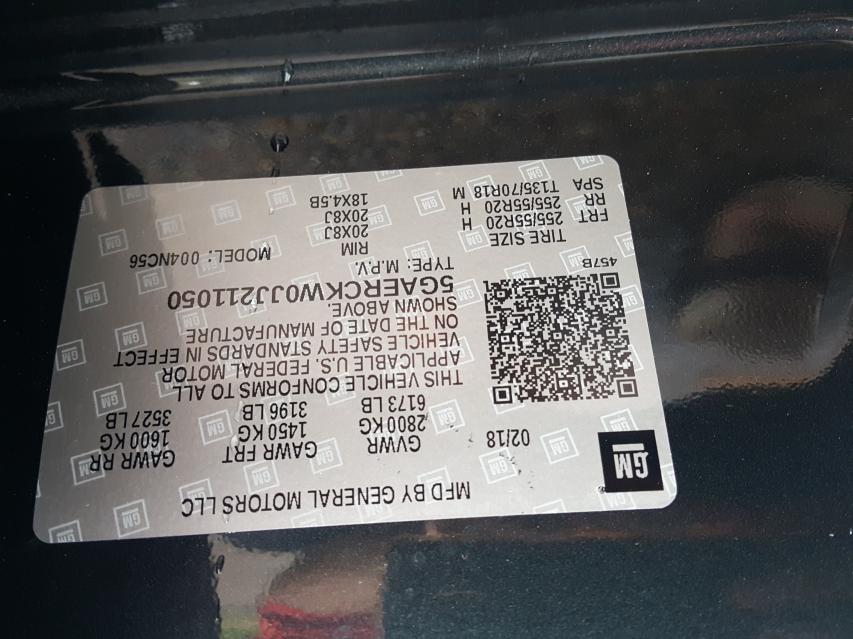 GM
MFD BY GENERAL MOTORS LLC
02/18
GVWR GAWR FRT GAWR RR
2800 KG 1450 KG 1600 KG
6173 LB 3196 LB 3527 LB
THIS VEHICLE CONFORMS TO ALL
APPLICABLE U.S. FEDERAL MOTOR
VEHICLE SAFETY STANDARDS IN EFFECT
ON THE DATE OF MANUFACTURE
SHOWN ABOVE.
5GAERCKW0JJ211050
TYPE: M.P.V. MODEL: 004NC56
457B
TIRE SIZE RIM
FRT 255/55R20 H 20X8J
RR 255/55R20 H 20X8J
SPA T135/70R18 M 18X4.5B